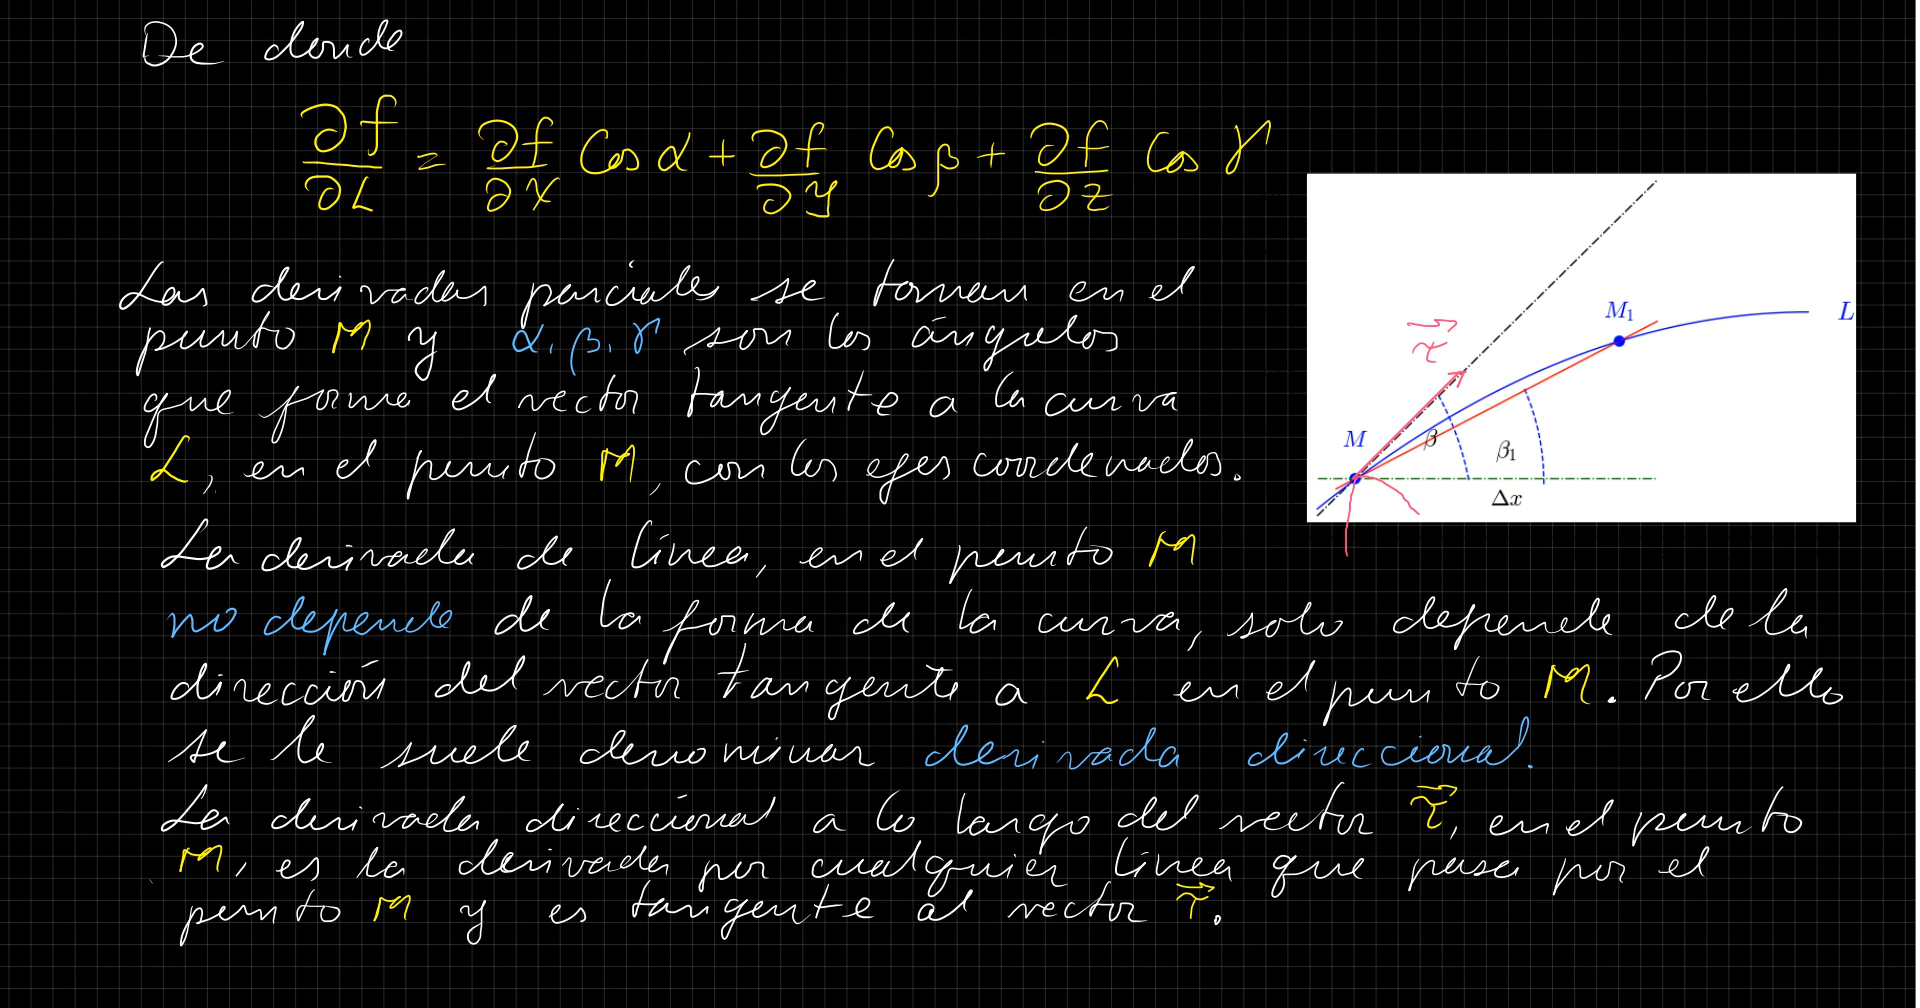 De donde
∂f/∂L = ∂f/∂x Cos α + ∂f/∂y Cos β + ∂f/∂z Cos γ
Las derivadas parciales se toman en el
punto M y α, β, γ son los ángulos
que forma el vector tangente a la curva
L, en el punto M, con los ejes coordenados.
La derivada de línea, en el punto M
no depende de la forma de la curva, solo depende de la
dirección del vector tangente a L en el punto M. Por ello
se le suele denominar derivada direccional.
La derivada direccional a lo largo del vector τ⃗, en el punto
M, es la derivada por cualquier línea que pasa por el
punto M y es tangente al vector τ⃗.
τ⃗
M₁
L
M
β
β₁
Δx